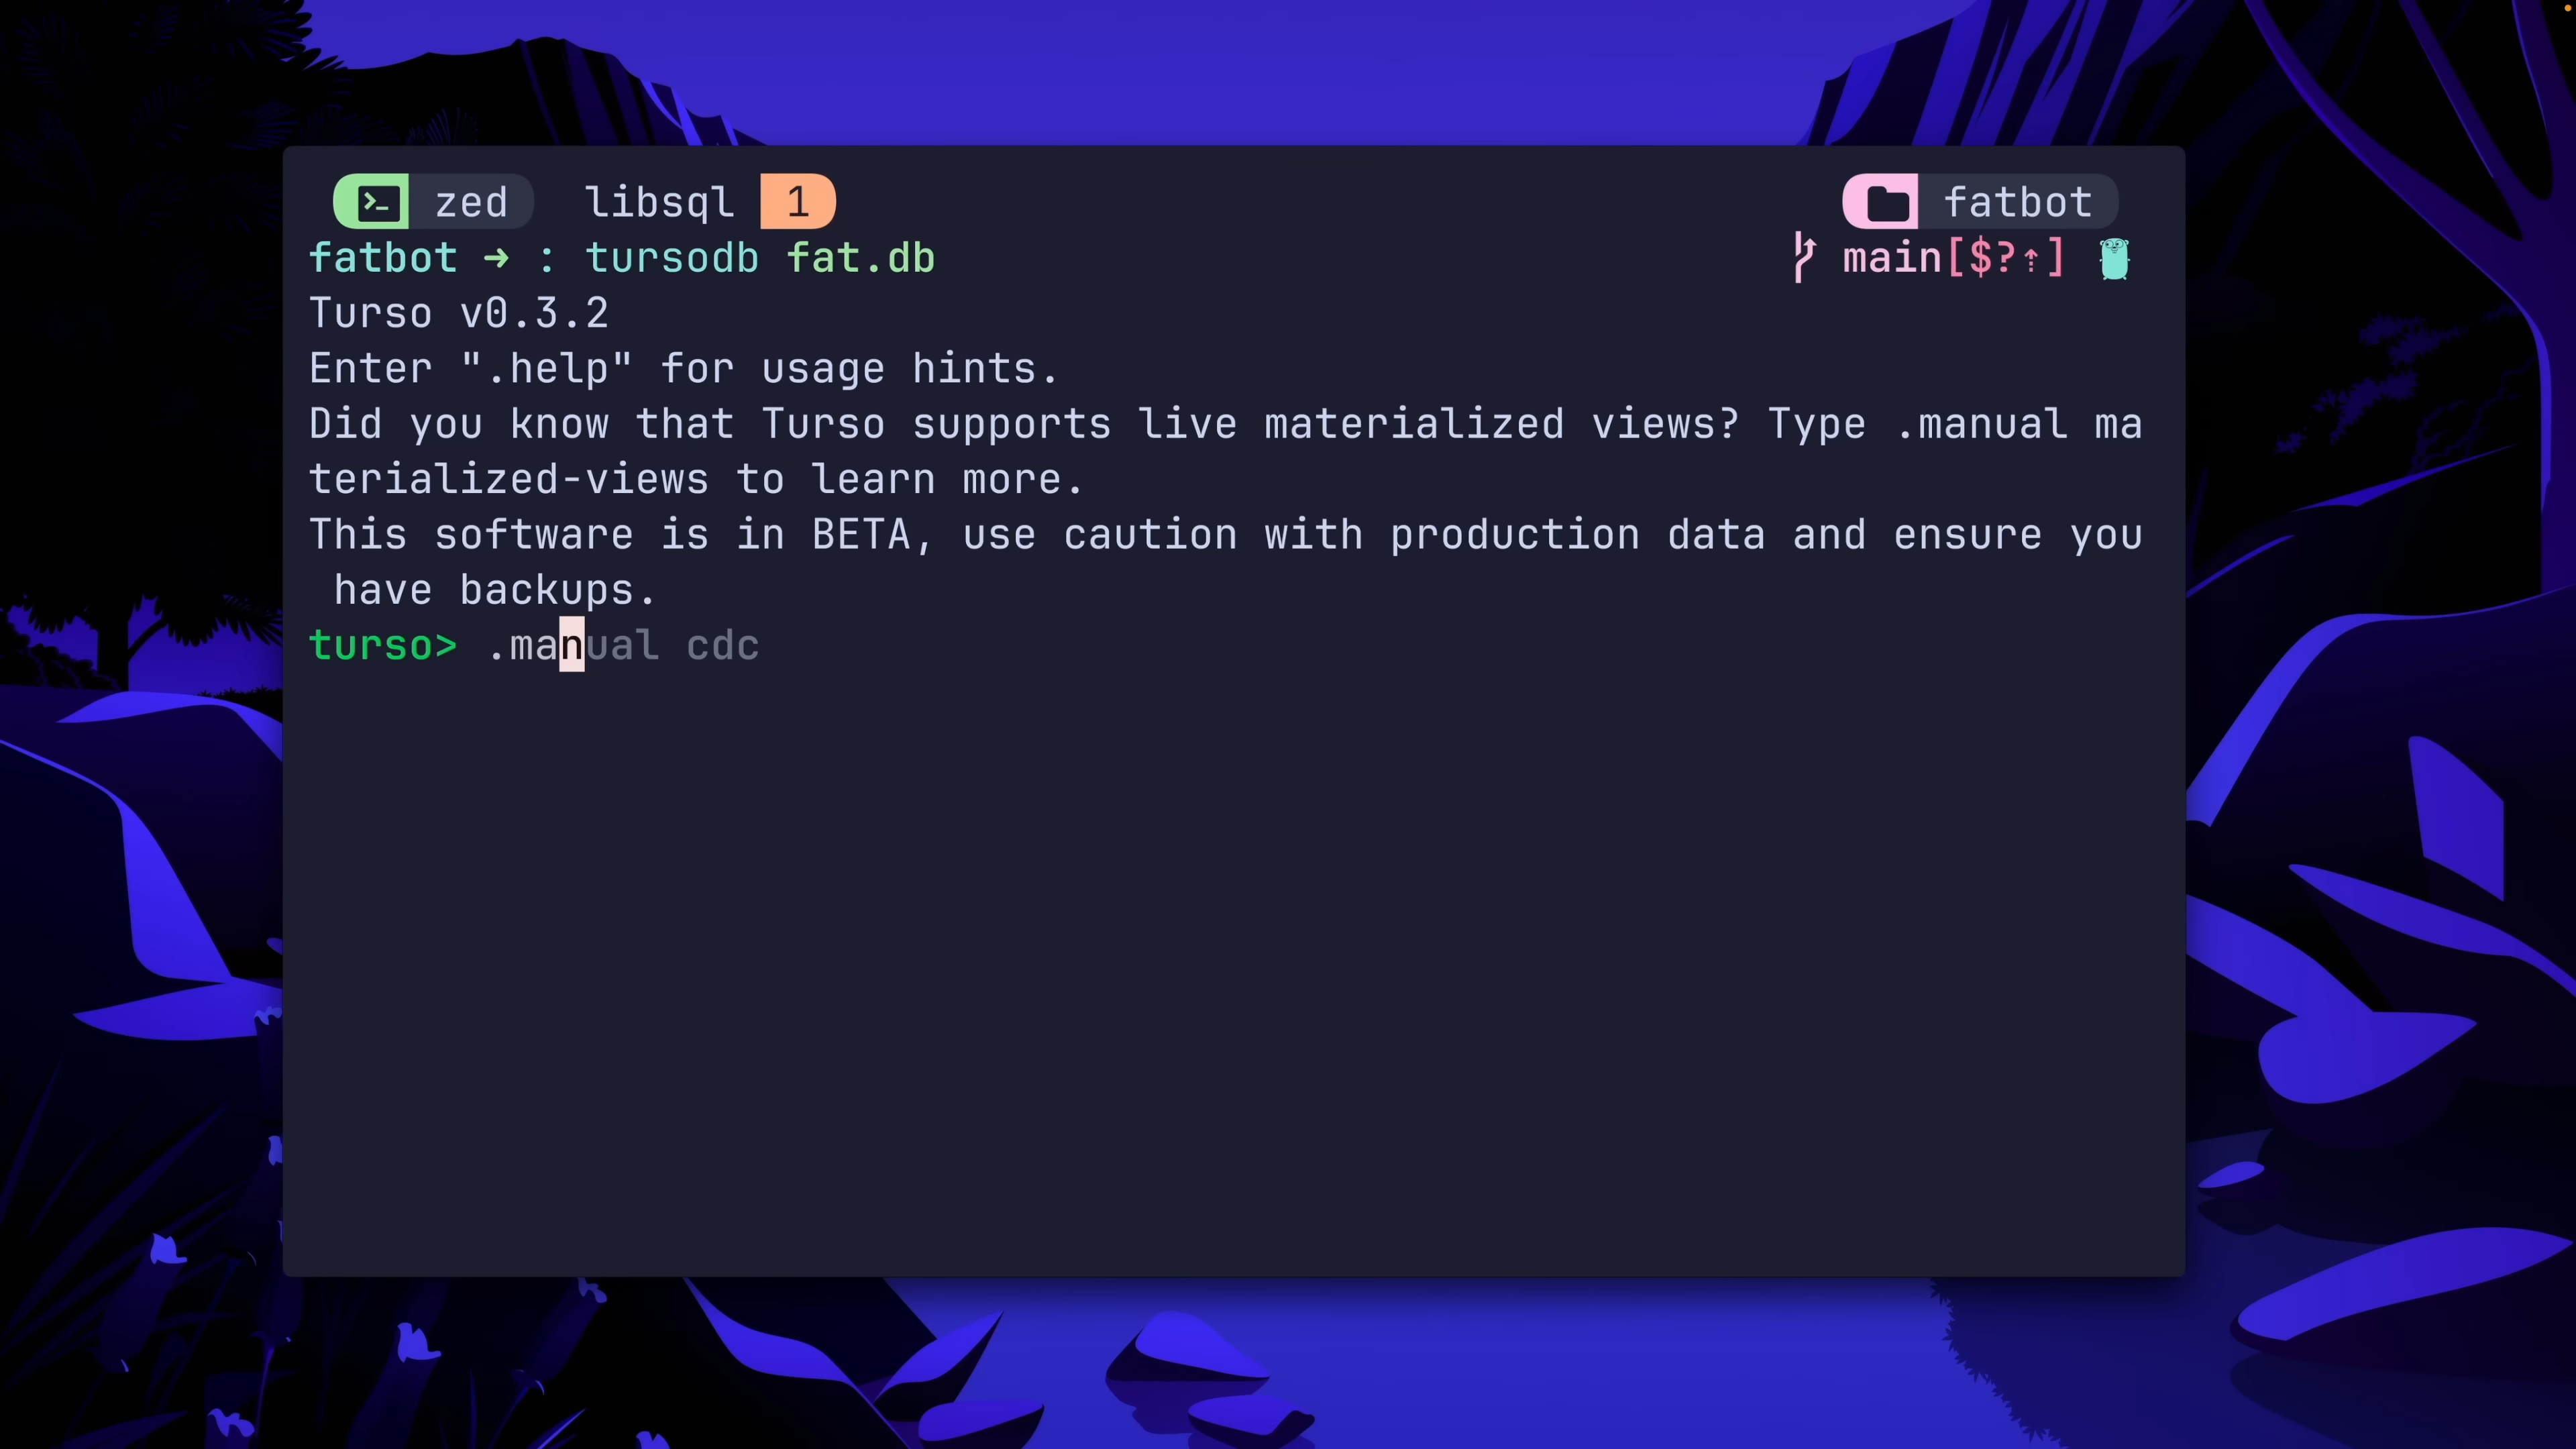 zed libsql 1 fatbot
fatbot ➜ : tursodb fat.db main[$?⇡]
Turso v0.3.2
Enter ".help" for usage hints.
Did you know that Turso supports live materialized views? Type .manual ma
terialized-views to learn more.
This software is in BETA, use caution with production data and ensure you
have backups.
turso> .manual cdc